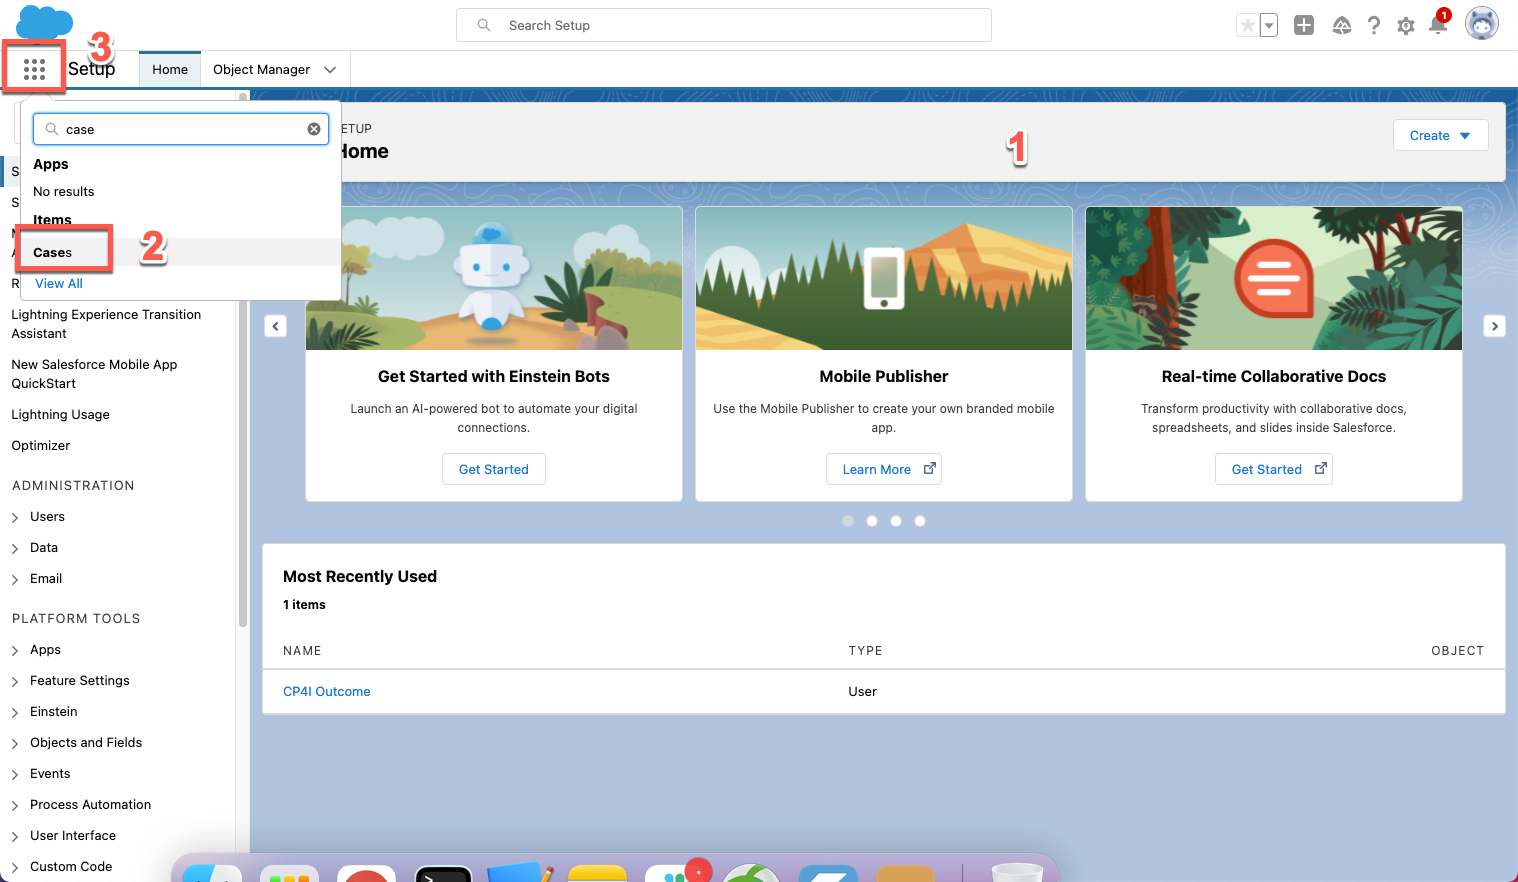 Search Setup
1
3
Setup
Home
Object Manager
case
Apps
No results
Items
Cases
2
View All
S
S
M
A
R
Lightning Experience Transition
Assistant
New Salesforce Mobile App
QuickStart
Lightning Usage
Optimizer
ADMINISTRATION
Users
Data
Email
PLATFORM TOOLS
Apps
Feature Settings
Einstein
Objects and Fields
Events
Process Automation
User Interface
Custom Code
ETUP
Home
1
Create
Get Started with Einstein Bots
Launch an AI-powered bot to automate your digital
connections.
Get Started
Mobile Publisher
Use the Mobile Publisher to create your own branded mobile
app.
Learn More
Real-time Collaborative Docs
Transform productivity with collaborative docs,
spreadsheets, and slides inside Salesforce.
Get Started
Most Recently Used
1 items
NAME TYPE OBJECT
CP4I Outcome User